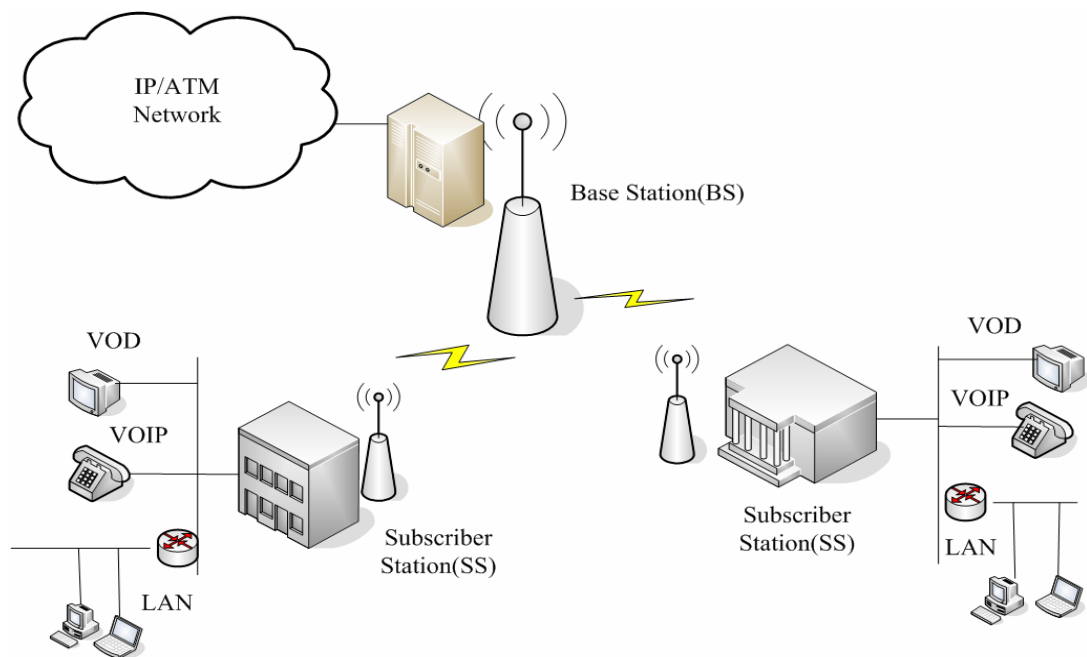 IP/ATM
Network
Base Station(BS)
VOD
VOIP
Subscriber
Station(SS)
LAN
VOD
VOIP
Subscriber
Station(SS)
LAN